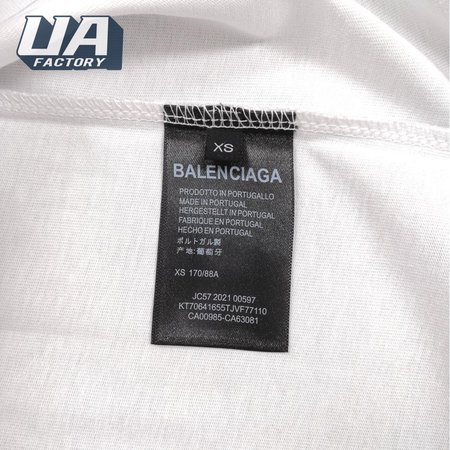 UA
FACTORY
XS
BALENCIAGA
PRODOTTO IN PORTUGALLO
MADE IN PORTUGAL
HERGESTELLT IN PORTUGAL
FABRIQUE EN PORTUGAL
HECHO EN PORTUGAL
ポルトガル製
产地:葡萄牙
XS 170/88A
JC57 2021 00597
KT70641655TJVF77110
CA00985-CA63081